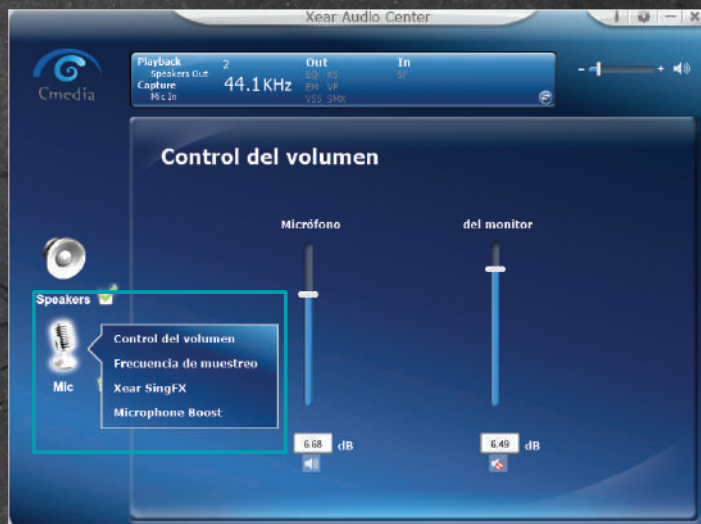 Xear Audio Center
Cmedia
Playback 2 Out In
Speakers Out EQ KS SF
Capture 44.1KHz EM VF
Mic In VSS SMX
- +
Control del volumen
Micrófono del monitor
Speakers
Mic
Control del volumen
Frecuencia de muestreo
Xear SingFX
Microphone Boost
6.68 dB 6.49 dB